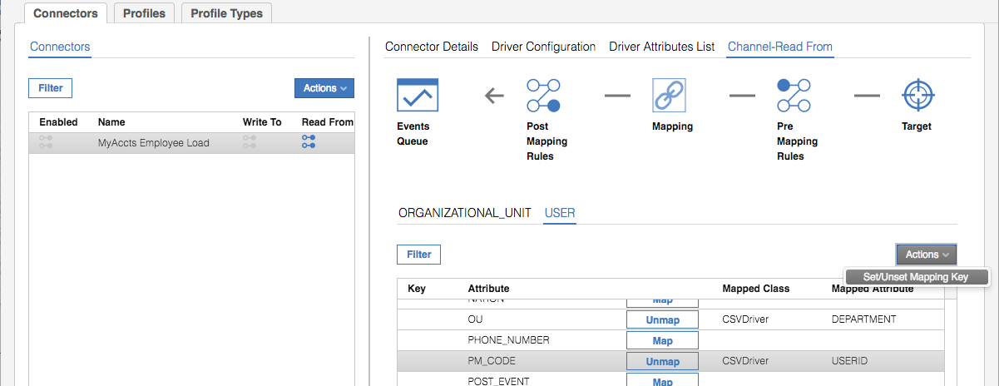 Connectors
Profiles
Profile Types
Connectors
Filter
Actions
Enabled Name Write To Read From
MyAccts Employee Load
Connector Details Driver Configuration Driver Attributes List Channel-Read From
Events
Queue
Post
Mapping
Rules
Mapping
Pre
Mapping
Rules
Target
ORGANIZATIONAL_UNIT USER
Filter
Actions
Set/Unset Mapping Key
Key Attribute Mapped Class Mapped Attribute
NATION Map
OU Unmap CSVDriver DEPARTMENT
PHONE_NUMBER Map
PM_CODE Unmap CSVDriver USERID
POST_EVENT Map